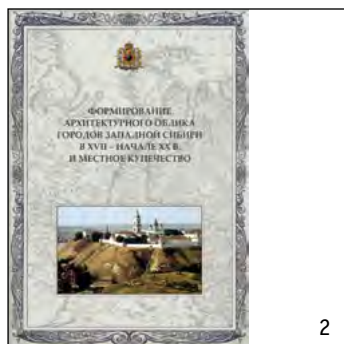 ФОРМИРОВАНИЕ
АРХИТЕКТУРНОГО ОБЛИКА
ГОРОДОВ ЗАПАДНОЙ СИБИРИ
В XVII – НАЧАЛЕ XX В.
И МЕСТНОЕ КУПЕЧЕСТВО
2